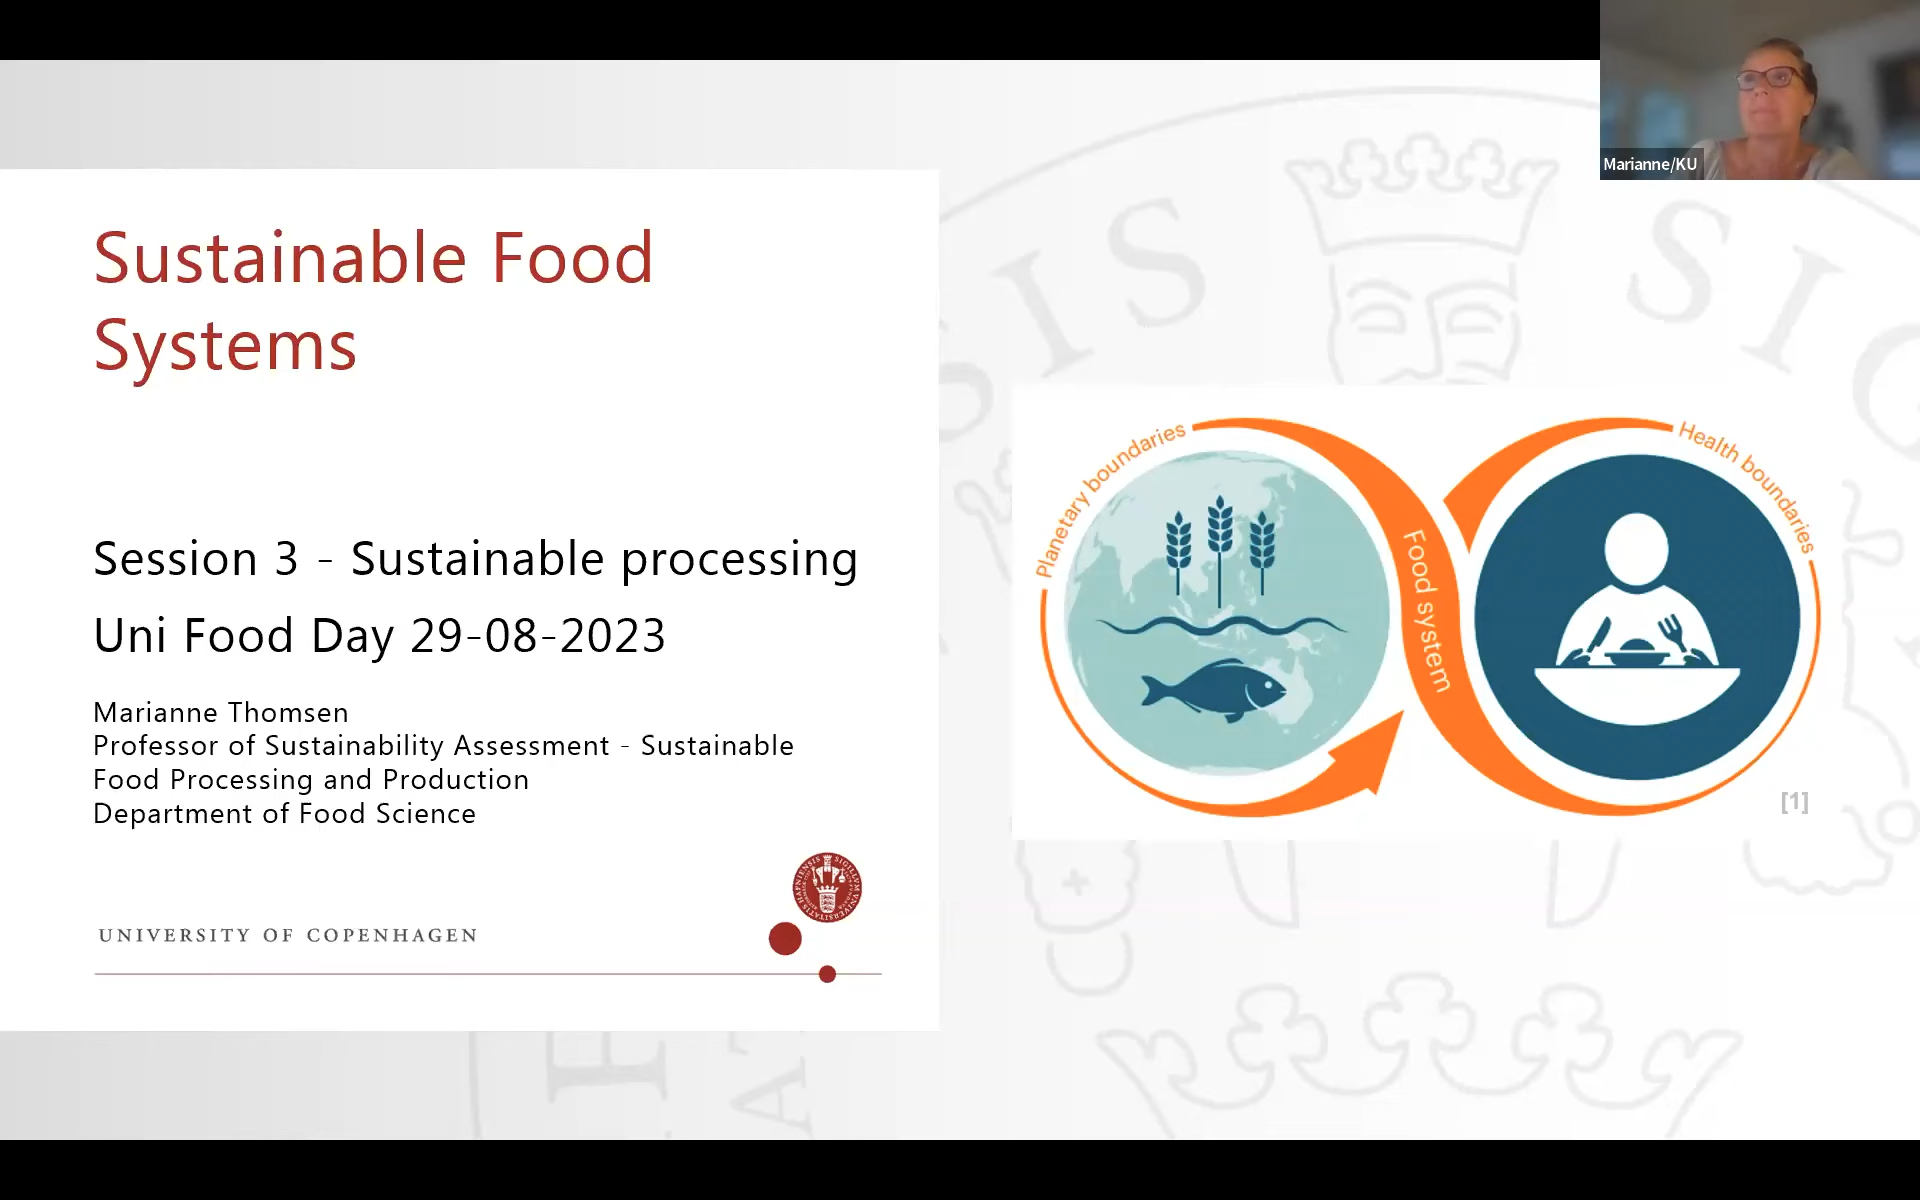 Marianne/KU
Sustainable Food
Systems
Session 3 - Sustainable processing
Uni Food Day 29-08-2023
Marianne Thomsen
Professor of Sustainability Assessment - Sustainable
Food Processing and Production
Department of Food Science
UNIVERSITY OF COPENHAGEN
Planetary boundaries
Food system
Health boundaries
[1]